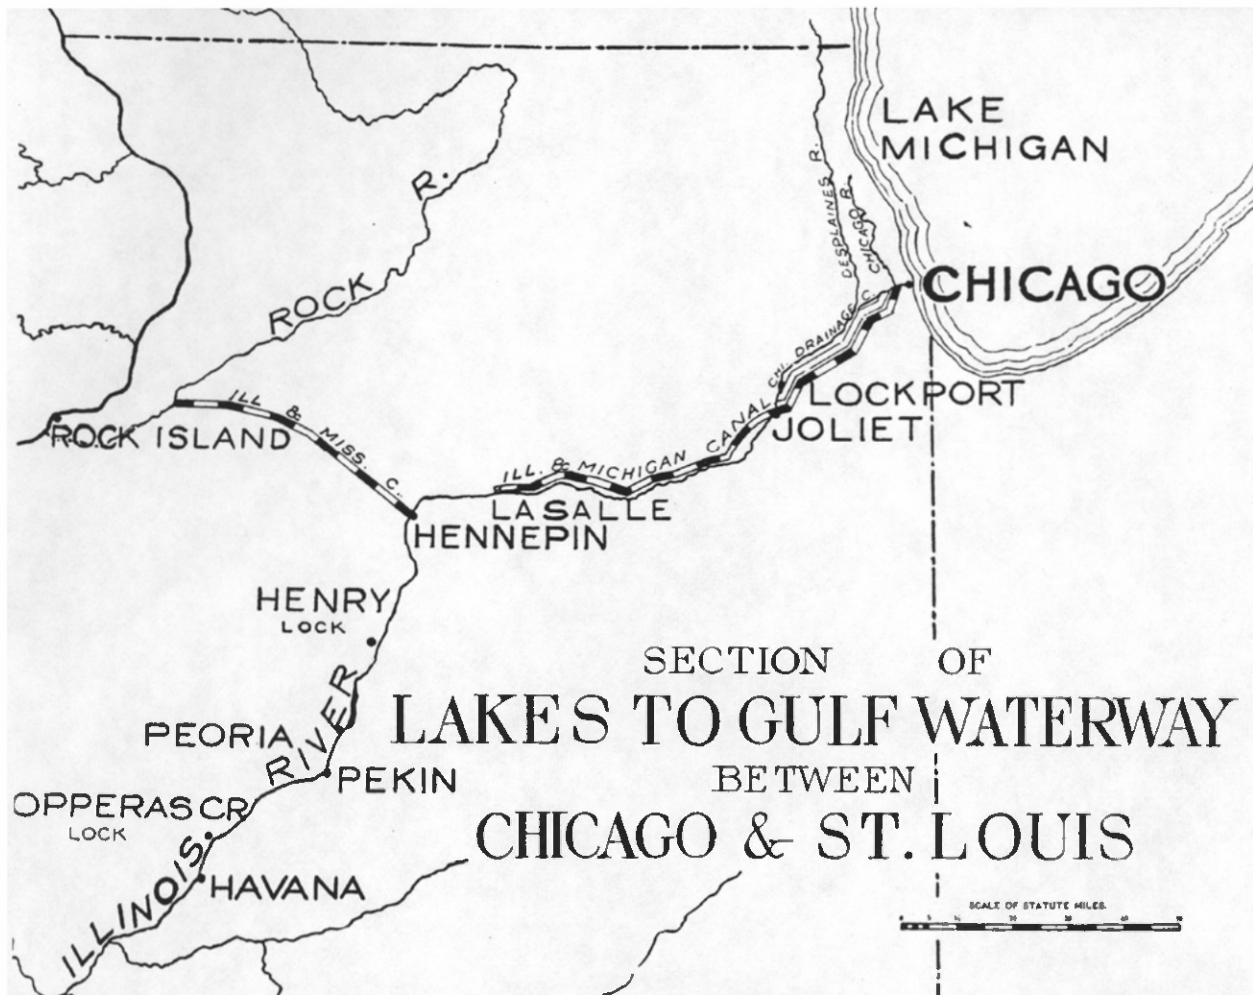 LAKE
MICHIGAN
ROCK R.
DESPLAINES R.
CHICAGO R.
CHICAGO
CHI. DRAINAGE C.
LOCKPORT
JOLIET
ILL & MISS. C.
ROCK ISLAND
ILL. & MICHIGAN CANAL
LASALLE
HENNEPIN
HENRY
LOCK
PEORIA
ILLINOIS RIVER
PEKIN
OPPERAS CR
LOCK
HAVANA
SECTION OF
LAKES TO GULF WATERWAY
BETWEEN
CHICAGO & ST. LOUIS
SCALE OF STATUTE MILES.